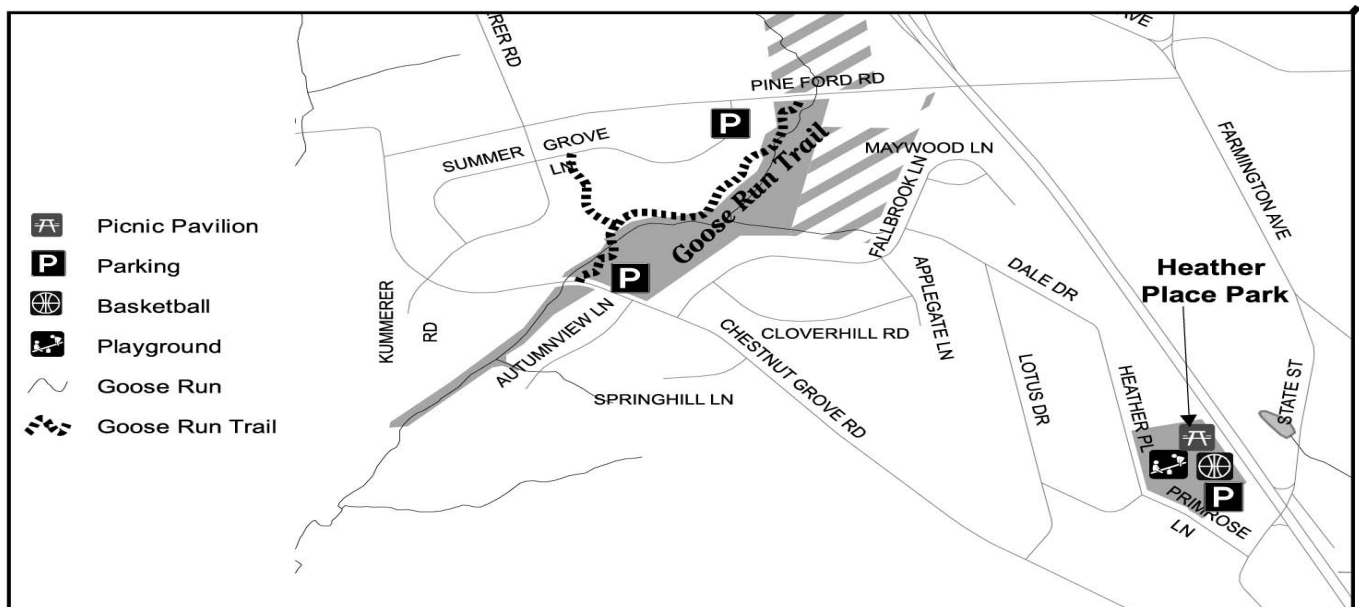 RER RD
AVE
PINE FORD RD
P
SUMMER GROVE
LN
MAYWOOD LN
FARMINGTON AVE
Goose Run Trail
FALLBROOK LN
Picnic Pavilion
P Parking
Basketball
Playground
Goose Run
Goose Run Trail
P
KUMMERER
RD
AUTUMNVIEW LN
SPRINGHILL LN
CLOVERHILL RD
CHESTNUT GROVE RD
APPLEGATE LN
DALE DR
LOTUS DR
Heather
Place Park
HEATHER PL
STATE ST
P
PRIMROSE
LN